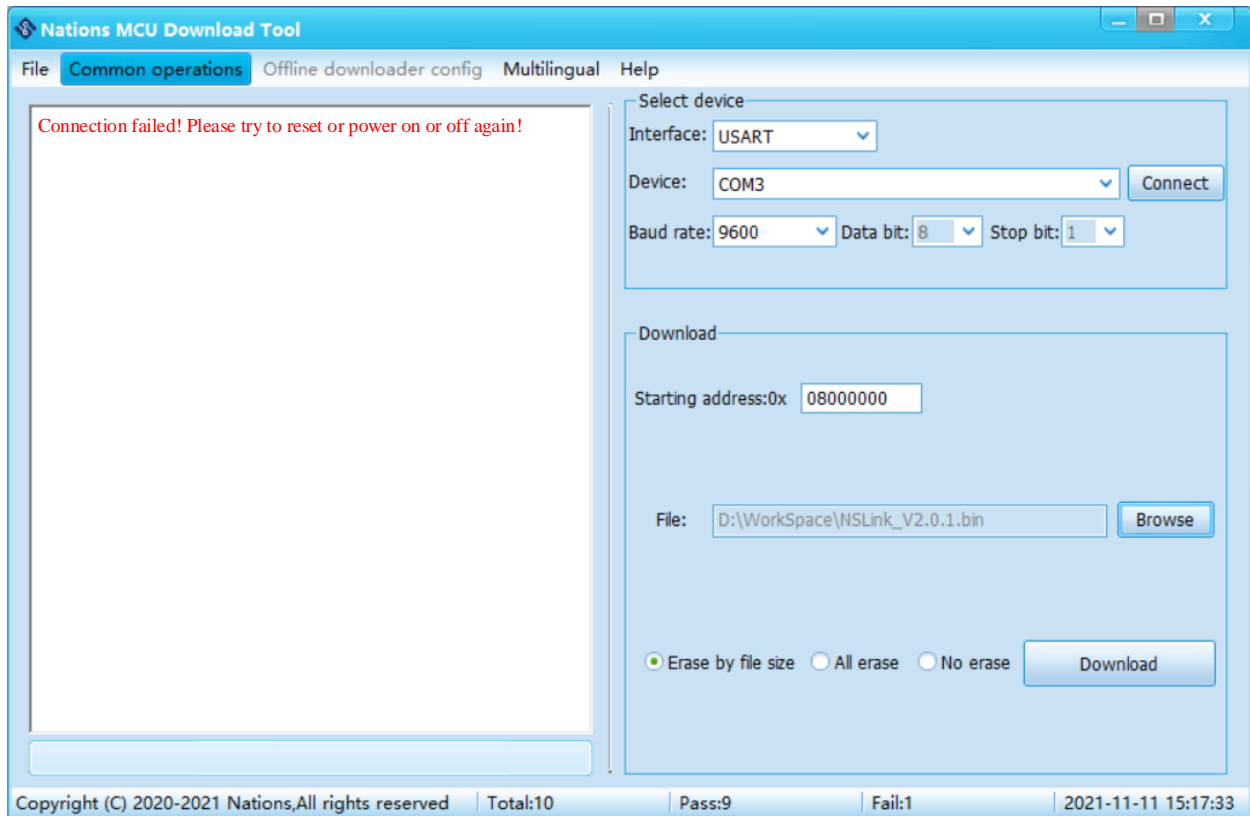 Nations MCU Download Tool
File Common operations Offline downloader config Multilingual Help
Connection failed! Please try to reset or power on or off again!
Select device
Interface: USART
Device: COM3 Connect
Baud rate: 9600 Data bit: 8 Stop bit: 1
Download
Starting address:0x 08000000
File: D:\WorkSpace\NSLink_V2.0.1.bin Browse
Erase by file size All erase No erase Download
Copyright (C) 2020-2021 Nations,All rights reserved Total:10 Pass:9 Fail:1 2021-11-11 15:17:33